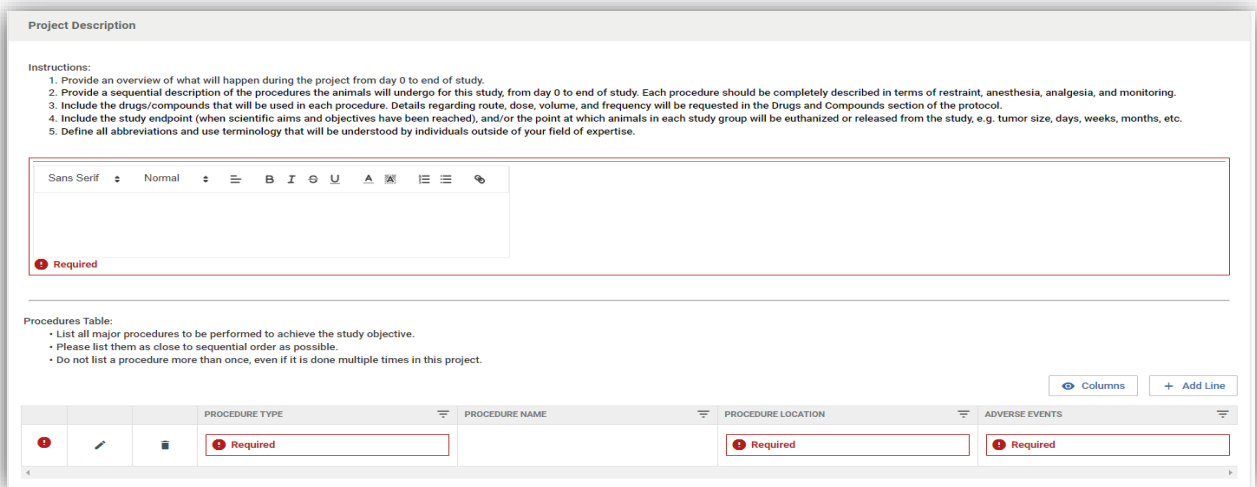 Project Description
Instructions:
1. Provide an overview of what will happen during the project from day 0 to end of study.
2. Provide a sequential description of the procedures the animals will undergo for this study, from day 0 to end of study. Each procedure should be completely described in terms of restraint, anesthesia, analgesia, and monitoring.
3. Include the drugs/compounds that will be used in each procedure. Details regarding route, dose, volume, and frequency will be requested in the Drugs and Compounds section of the protocol.
4. Include the study endpoint (when scientific aims and objectives have been reached), and/or the point at which animals in each study group will be euthanized or released from the study, e.g. tumor size, days, weeks, months, etc.
5. Define all abbreviations and use terminology that will be understood by individuals outside of your field of expertise.
Sans Serif Normal B I S U A A
Required
Procedures Table:
• List all major procedures to be performed to achieve the study objective.
• Please list them as close to sequential order as possible.
• Do not list a procedure more than once, even if it is done multiple times in this project.
Columns + Add Line
PROCEDURE TYPE PROCEDURE NAME PROCEDURE LOCATION ADVERSE EVENTS
Required Required Required